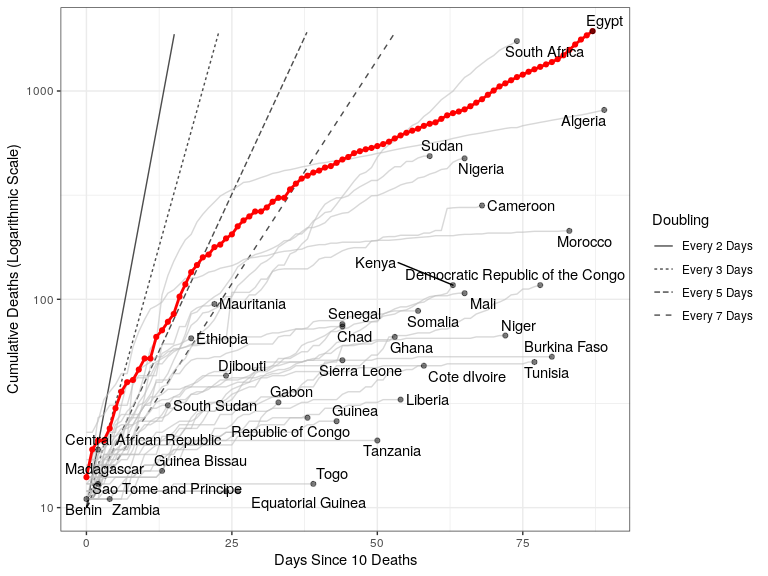 Egypt
South Africa
1000
Algeria
Sudan
Nigeria
Cameroon
Morocco
Kenya
Democratic Republic of the Congo
100
Mauritania
Mali
Senegal
Somalia
Chad
Niger
Ethiopia
Ghana
Burkina Faso
Djibouti
Sierra Leone
Cote dIvoire
Tunisia
Gabon
South Sudan
Liberia
Guinea
Republic of Congo
Central African Republic
Tanzania
Guinea Bissau
Madagascar
Togo
Sao Tome and Principe
Equatorial Guinea
Benin
Zambia
10
0
25
50
75
Days Since 10 Deaths
Cumulative Deaths (Logarithmic Scale)
Doubling
Every 2 Days
Every 3 Days
Every 5 Days
Every 7 Days